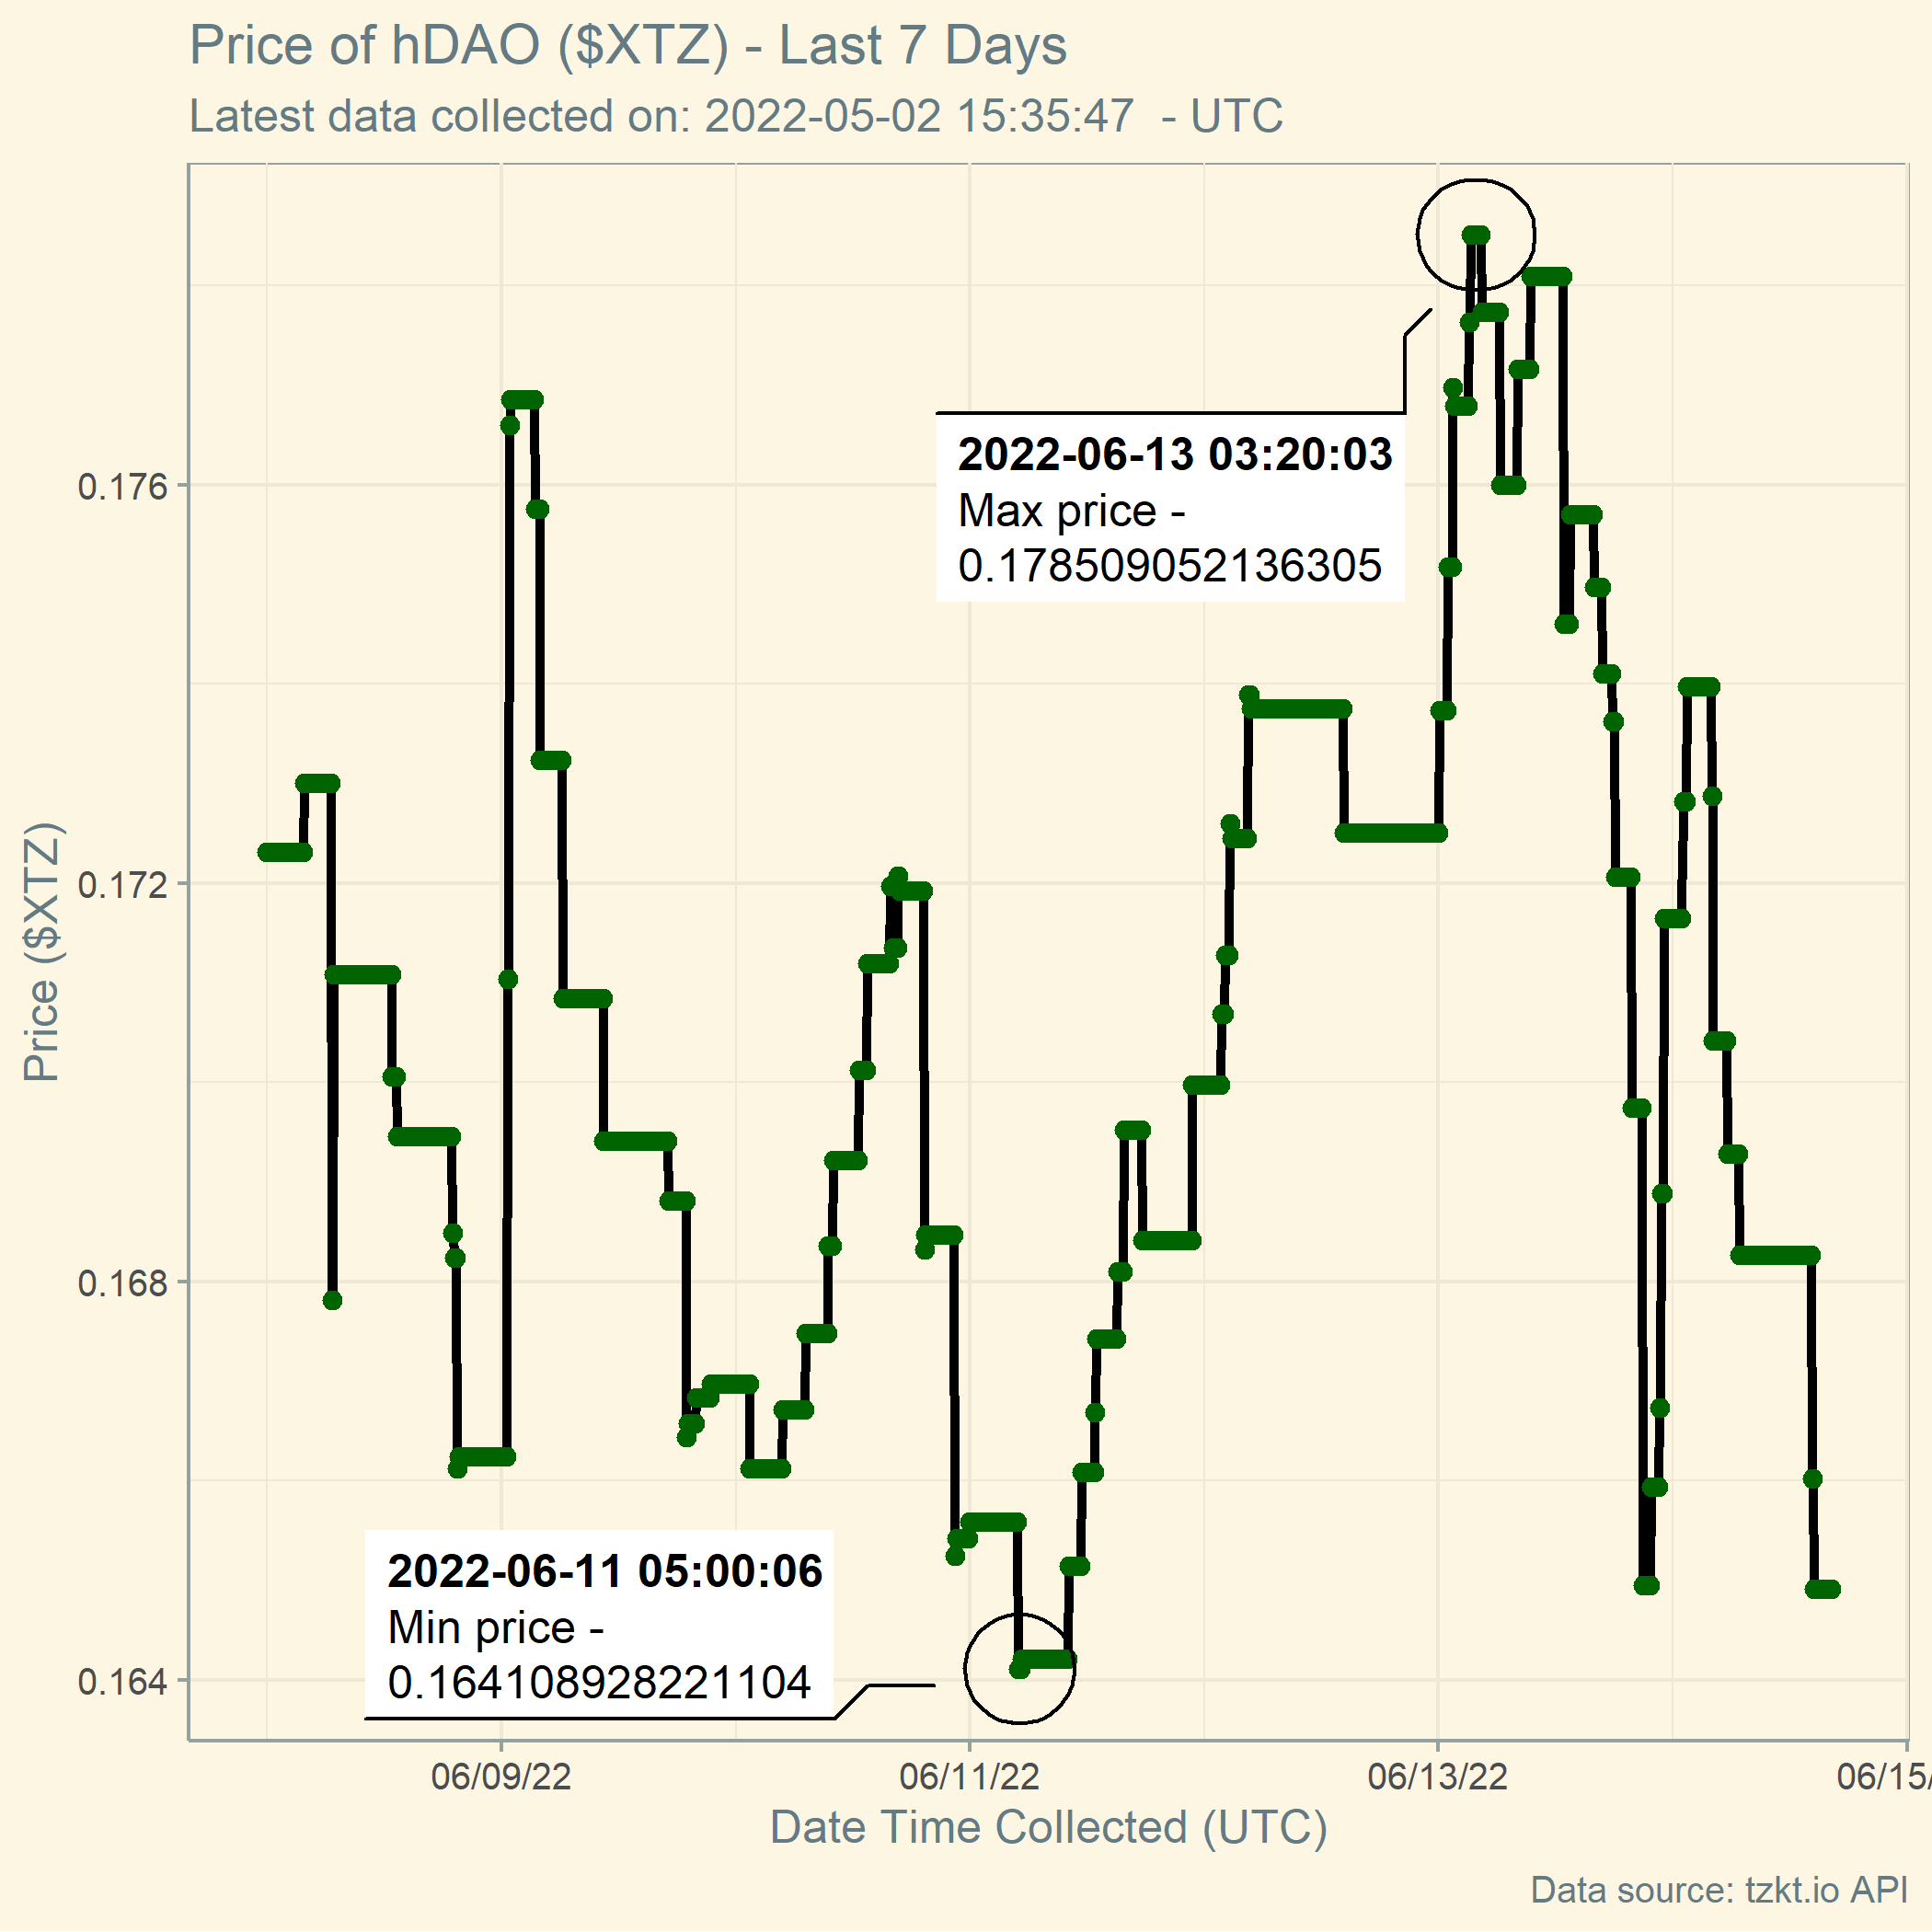 Price of hDAO ($XTZ) - Last 7 Days
Latest data collected on: 2022-05-02 15:35:47  - UTC
2022-06-13 03:20:03
Max price -
0.178509052136305
0.176
0.172
Price ($XTZ)
0.168
0.164
2022-06-11 05:00:06
Min price -
0.164108928221104
06/09/22
06/11/22
06/13/22
06/15/
Date Time Collected (UTC)
Data source: tzkt.io API